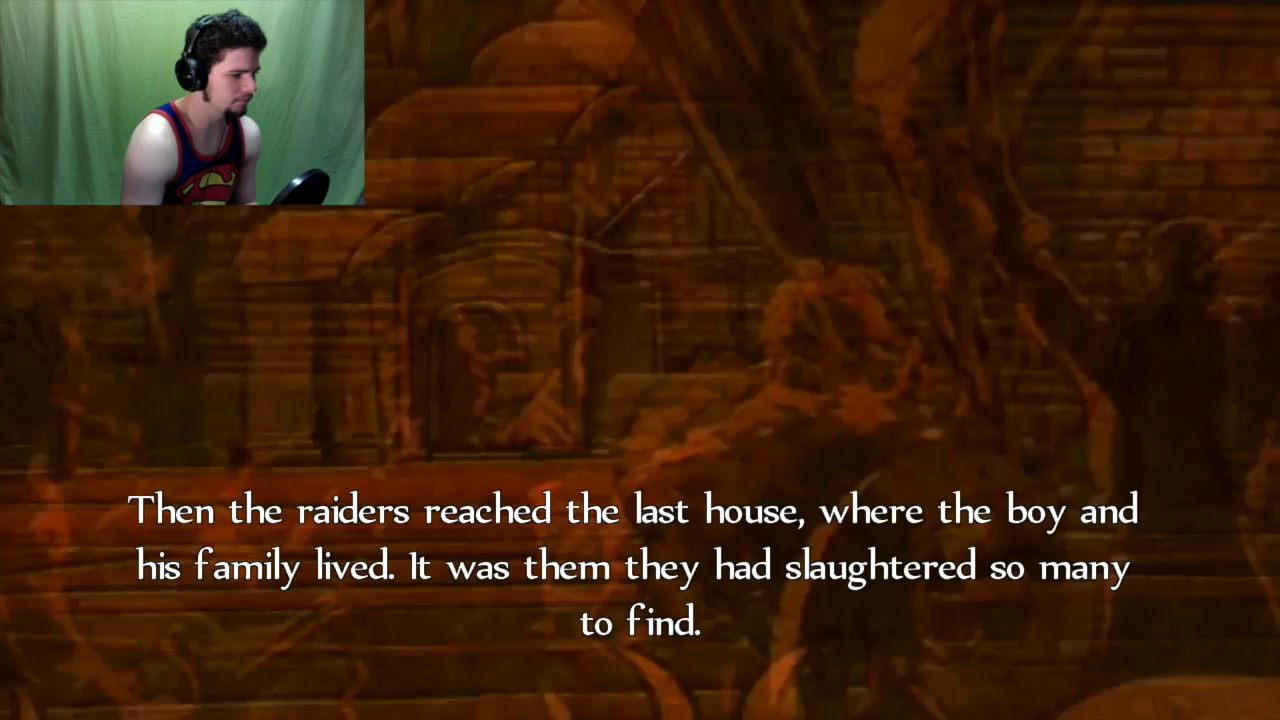 Then the raiders reached the last house, where the boy and
his family lived. It was them they had slaughtered so many
to find.